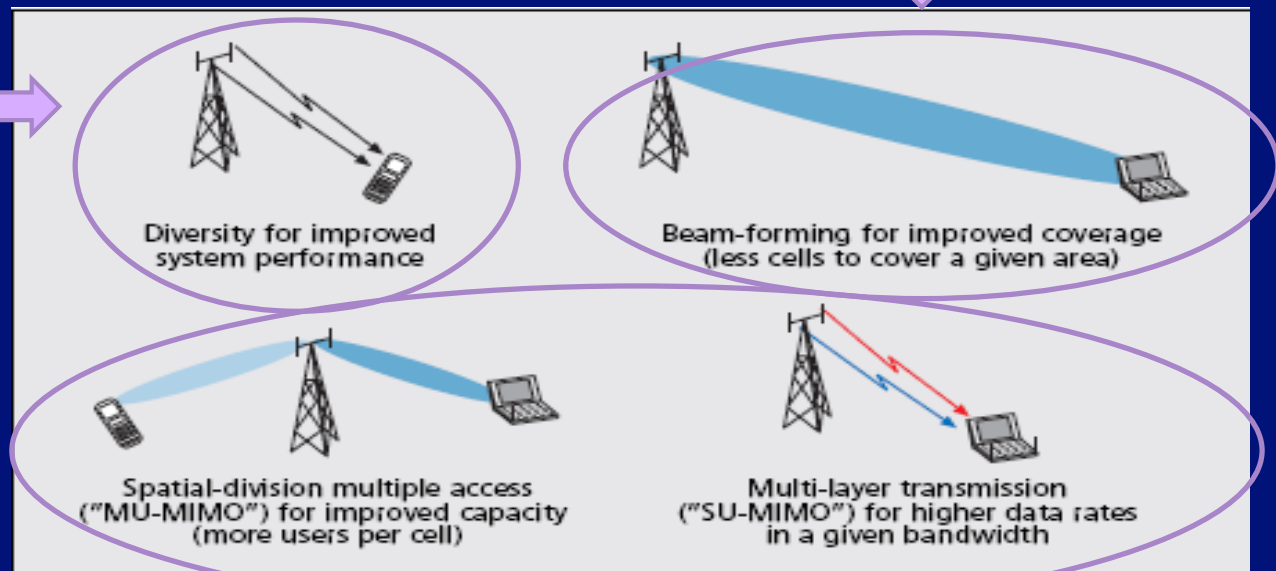 Diversity for improved
system performance
Beam-forming for improved coverage
(less cells to cover a given area)
Spatial-division multiple access
("MU-MIMO") for improved capacity
(more users per cell)
Multi-layer transmission
("SU-MIMO") for higher data rates
in a given bandwidth